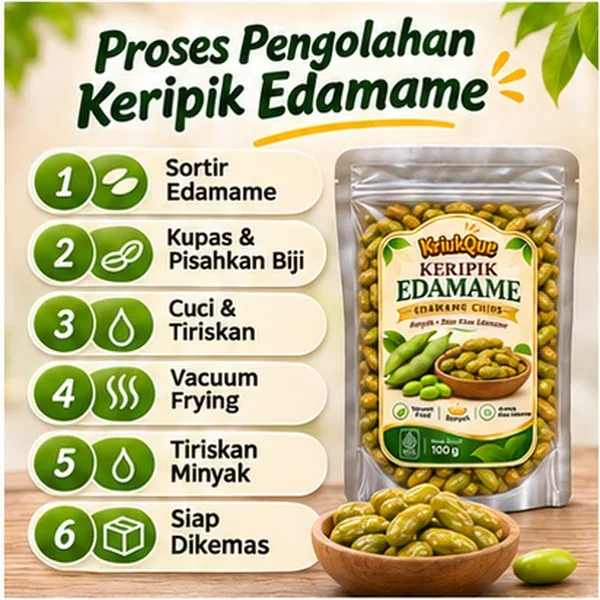 Proses Pengolahan
Keripik Edamame
1
Sortir
Edamame
2
Kupas &
Pisahkan Biji
3
Cuci &
Tiriskan
4
Vacuum
Frying
5
Tiriskan
Minyak
6
Siap
Dikemas
KriukQue
KERIPIK
EDAMAME
100 g